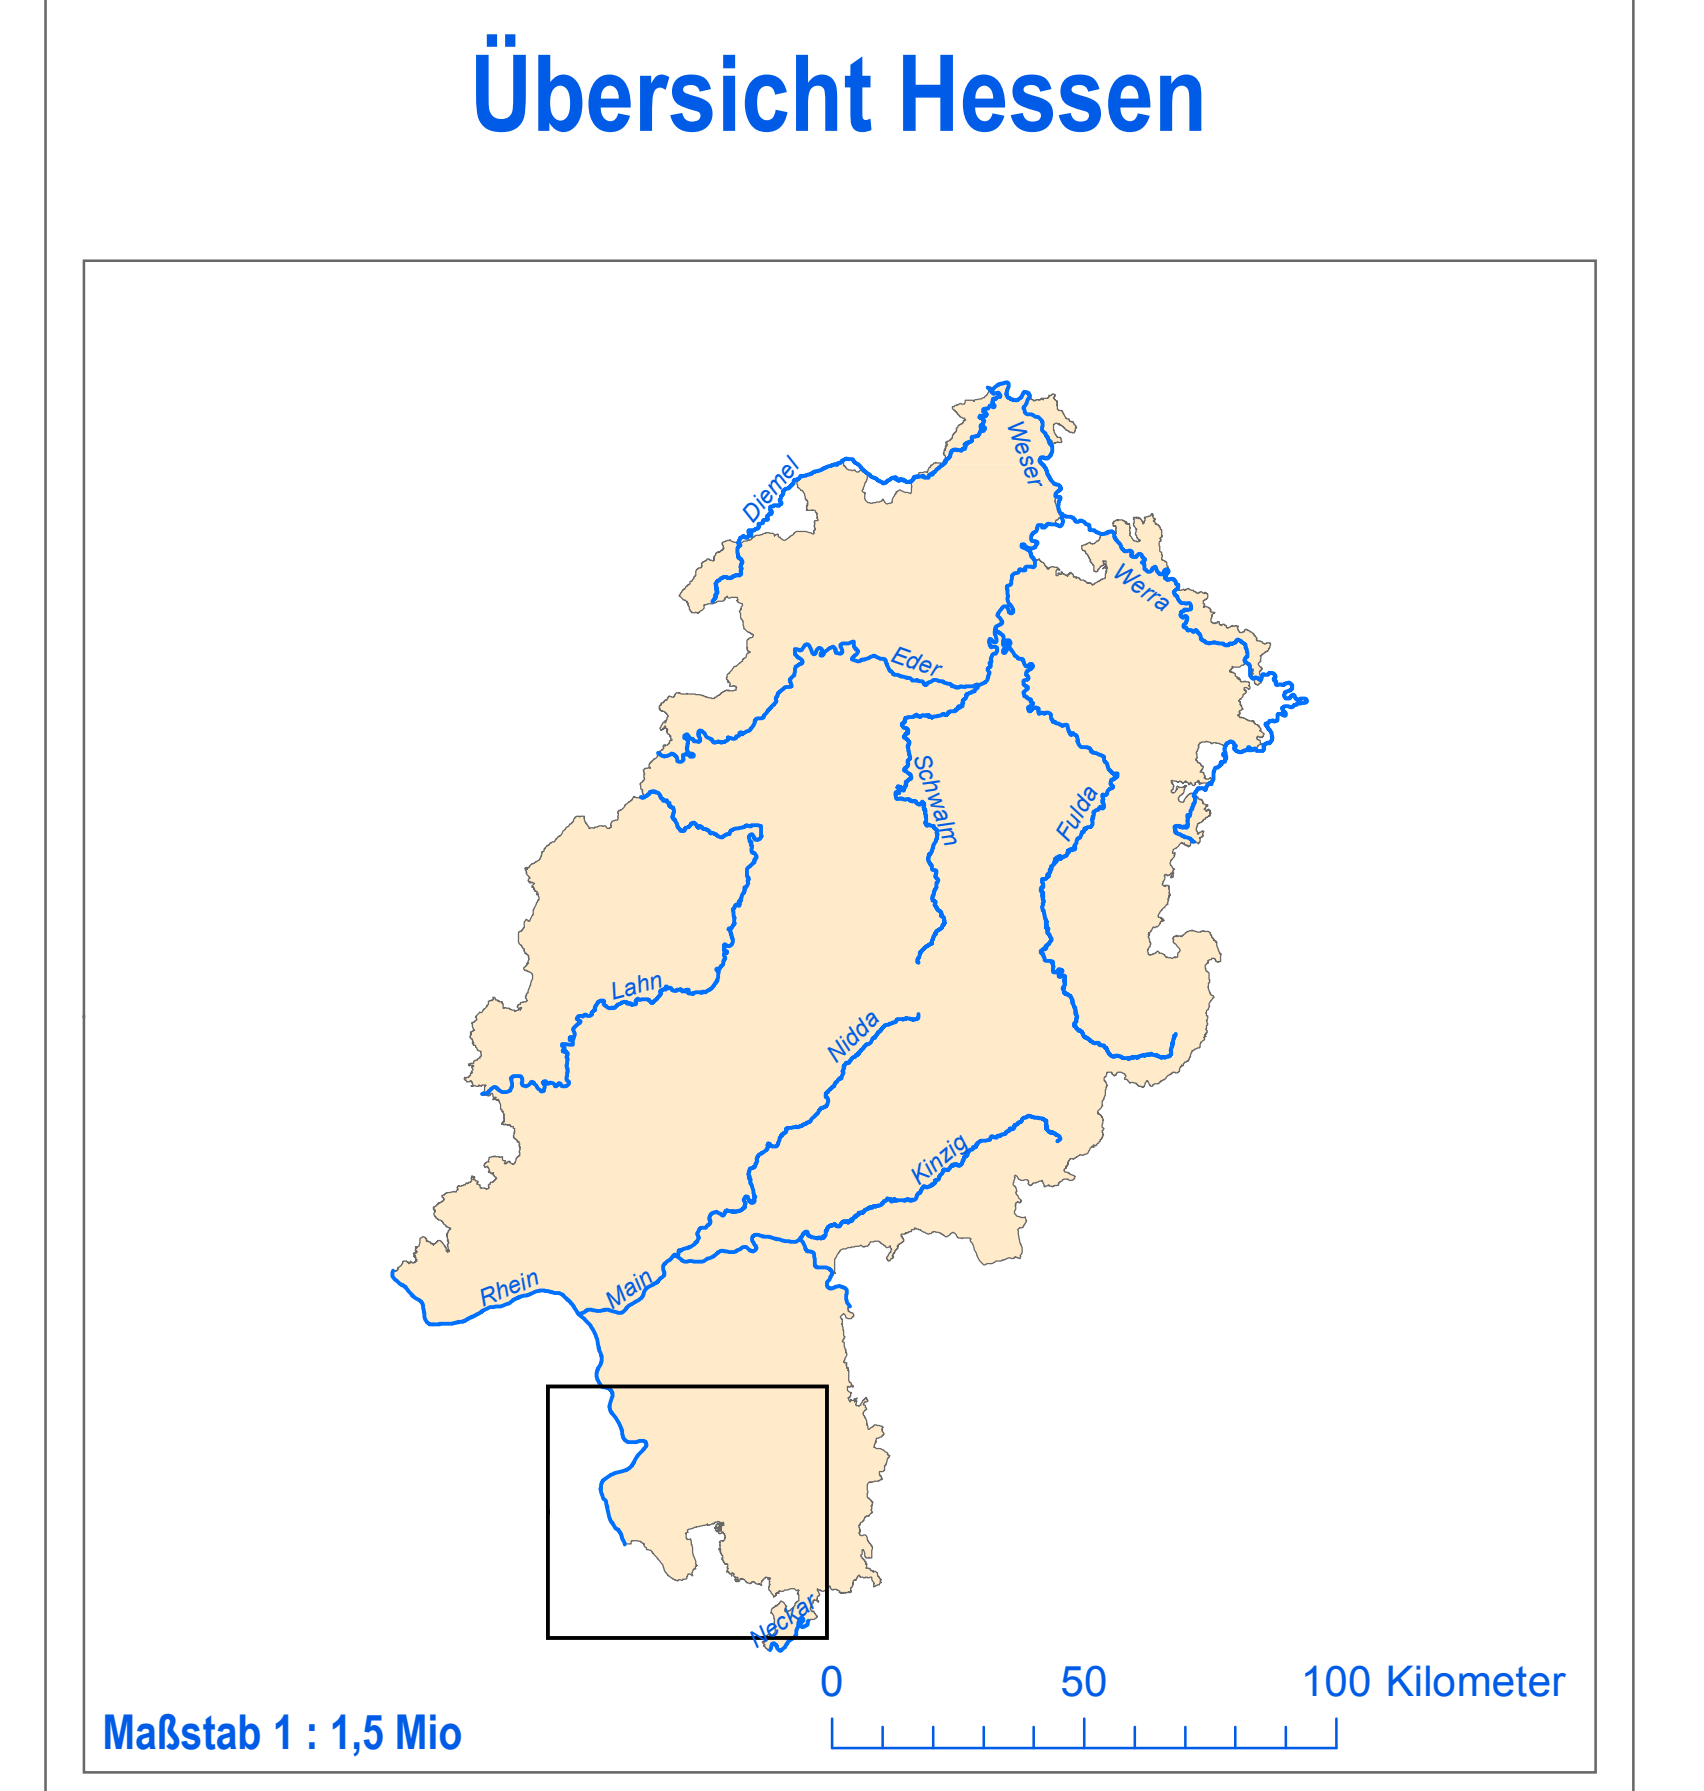 Übersicht Hessen
Weser
Diemel
Werra
Eder
Schwalm
Fulda
Lahn
Nidda
Kinzig
Rhein
Main
Neckar
0 50 100 Kilometer
Maßstab 1 : 1,5 Mio